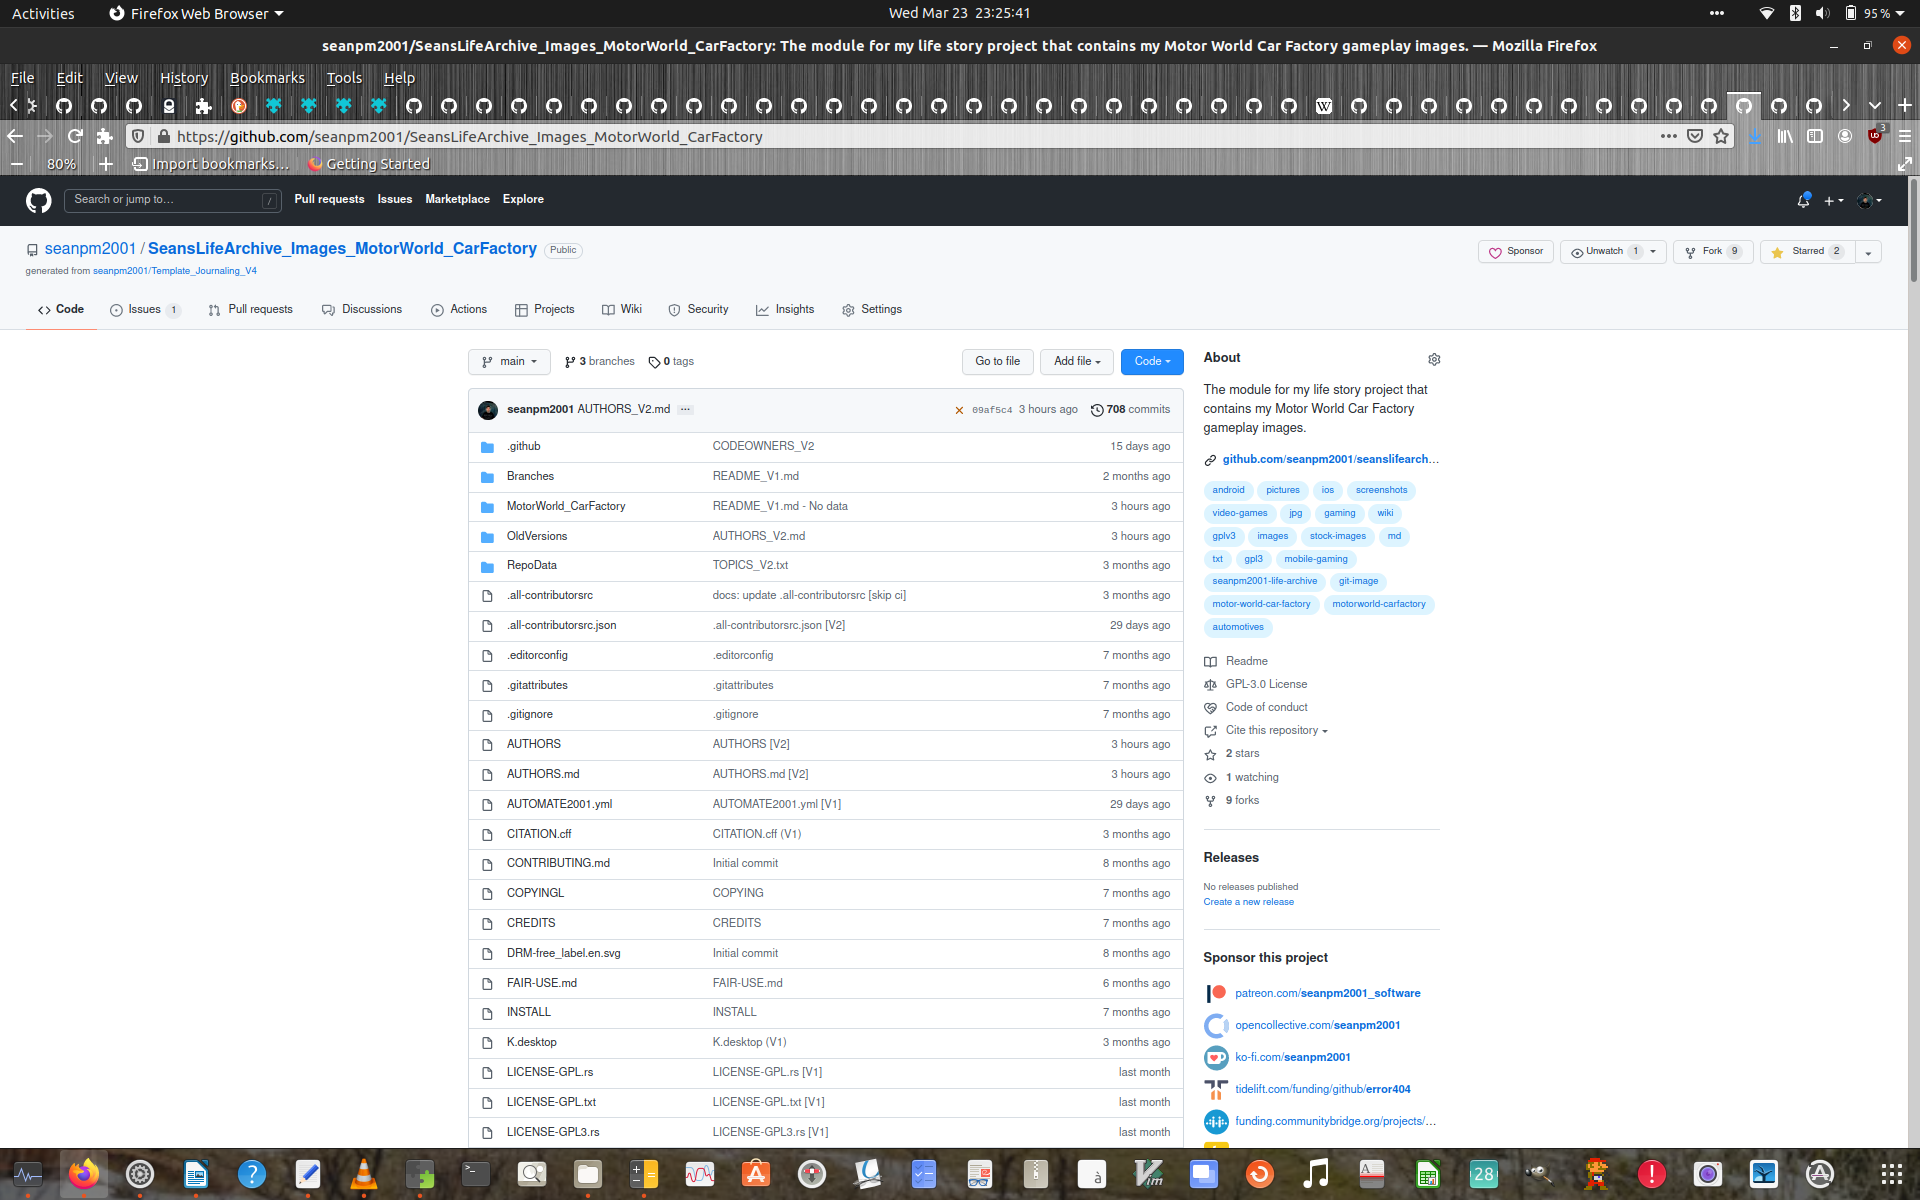 Activities
Firefox Web Browser
Wed Mar 23 23:25:41
95 %
seanpm2001/SeansLifeArchive_Images_MotorWorld_CarFactory: The module for my life story project that contains my Motor World Car Factory gameplay images. — Mozilla Firefox
File Edit View History Bookmarks Tools Help
https://github.com/seanpm2001/SeansLifeArchive_Images_MotorWorld_CarFactory
3
80%
Import bookmarks...
Getting Started
Search or jump to...
/
Pull requests Issues Marketplace Explore
seanpm2001 / SeansLifeArchive_Images_MotorWorld_CarFactory Public
generated from seanpm2001/Template_Journaling_V4
Sponsor
Unwatch 1
Fork 9
Starred 2
Code
Issues 1
Pull requests
Discussions
Actions
Projects
Wiki
Security
Insights
Settings
main
3 branches
0 tags
Go to file
Add file
Code
seanpm2001 AUTHORS_V2.md ... 09af5c4 3 hours ago 708 commits
.github CODEOWNERS_V2 15 days ago
Branches README_V1.md 2 months ago
MotorWorld_CarFactory README_V1.md - No data 3 hours ago
OldVersions AUTHORS_V2.md 3 hours ago
RepoData TOPICS_V2.txt 3 months ago
.all-contributorsrc docs: update .all-contributorsrc [skip ci] 3 months ago
.all-contributorsrc.json .all-contributorsrc.json [V2] 29 days ago
.editorconfig .editorconfig 7 months ago
.gitattributes .gitattributes 7 months ago
.gitignore .gitignore 7 months ago
AUTHORS AUTHORS [V2] 3 hours ago
AUTHORS.md AUTHORS.md [V2] 3 hours ago
AUTOMATE2001.yml AUTOMATE2001.yml [V1] 29 days ago
CITATION.cff CITATION.cff (V1) 3 months ago
CONTRIBUTING.md Initial commit 8 months ago
COPYINGL COPYING 7 months ago
CREDITS CREDITS 7 months ago
DRM-free_label.en.svg Initial commit 8 months ago
FAIR-USE.md FAIR-USE.md 6 months ago
INSTALL INSTALL 7 months ago
K.desktop K.desktop (V1) 3 months ago
LICENSE-GPL.rs LICENSE-GPL.rs [V1] last month
LICENSE-GPL.txt LICENSE-GPL.txt [V1] last month
LICENSE-GPL3.rs LICENSE-GPL3.rs [V1] last month
About
The module for my life story project that
contains my Motor World Car Factory
gameplay images.
github.com/seanpm2001/seanslifearch...
android pictures ios screenshots
video-games jpg gaming wiki
gplv3 images stock-images md
txt gpl3 mobile-gaming
seanpm2001-life-archive git-image
motor-world-car-factory motorworld-carfactory
automotives
Readme
GPL-3.0 License
Code of conduct
Cite this repository
2 stars
1 watching
9 forks
Releases
No releases published
Create a new release
Sponsor this project
patreon.com/seanpm2001_software
opencollective.com/seanpm2001
ko-fi.com/seanpm2001
tidelift.com/funding/github/error404
funding.communitybridge.org/projects/...
28